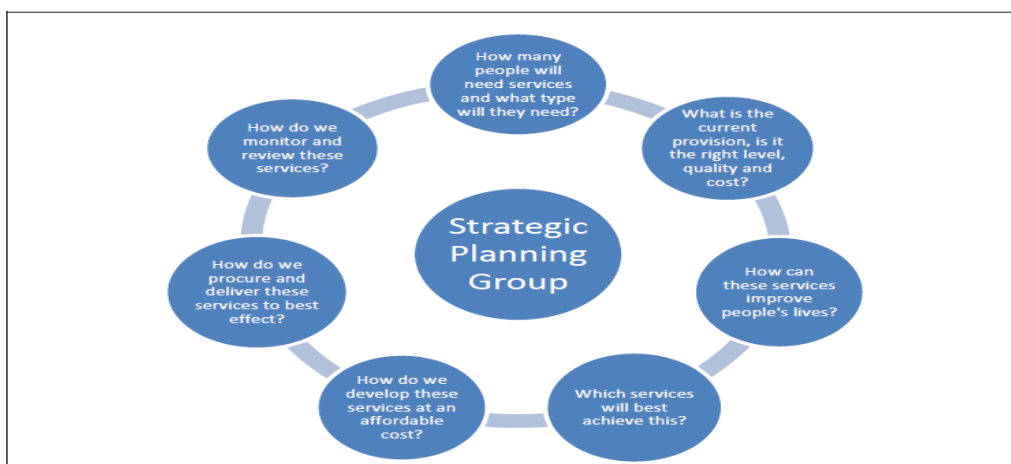 How many
people will
need services
and what type
will they need?
What is the
current
provision, is it
the right level,
quality and
cost?
How can
these services
improve
people's lives?
Which services
will best
achieve this?
How do we
develop these
services at an
affordable
cost?
How do we
procure and
deliver these
services to best
effect?
How do we
monitor and
review these
services?
Strategic
Planning
Group